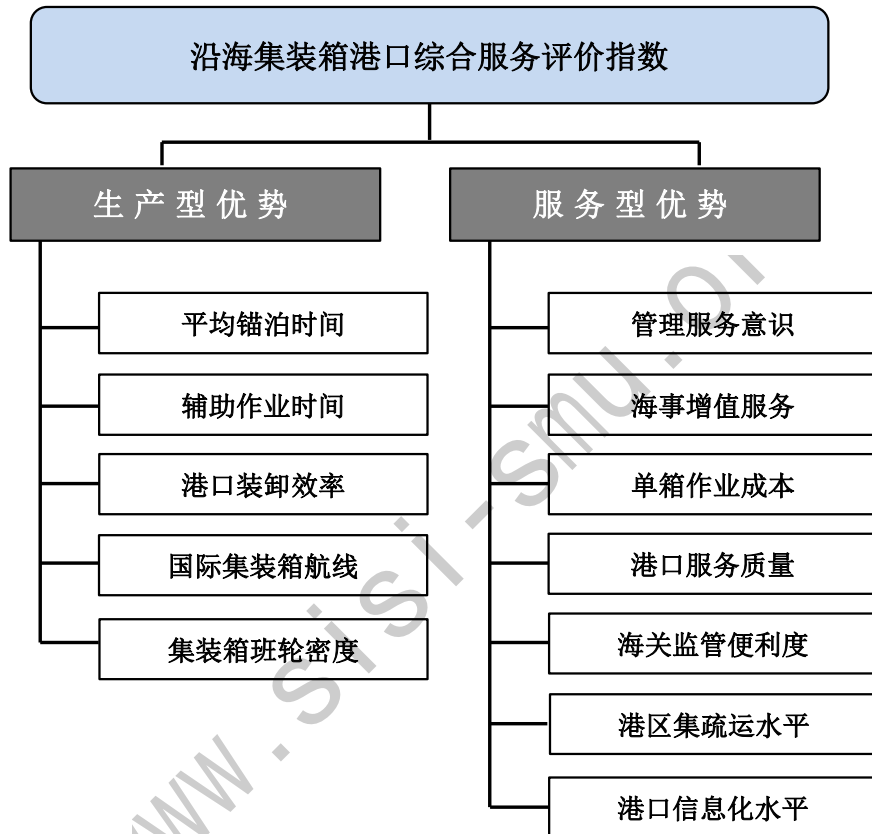 沿海集装箱港口综合服务评价指数
生产型优势
平均锚泊时间
辅助作业时间
港口装卸效率
国际集装箱航线
集装箱班轮密度
服务型优势
管理服务意识
海事增值服务
单箱作业成本
港口服务质量
海关监管便利度
港区集疏运水平
港口信息化水平
www.sisi-smu.or